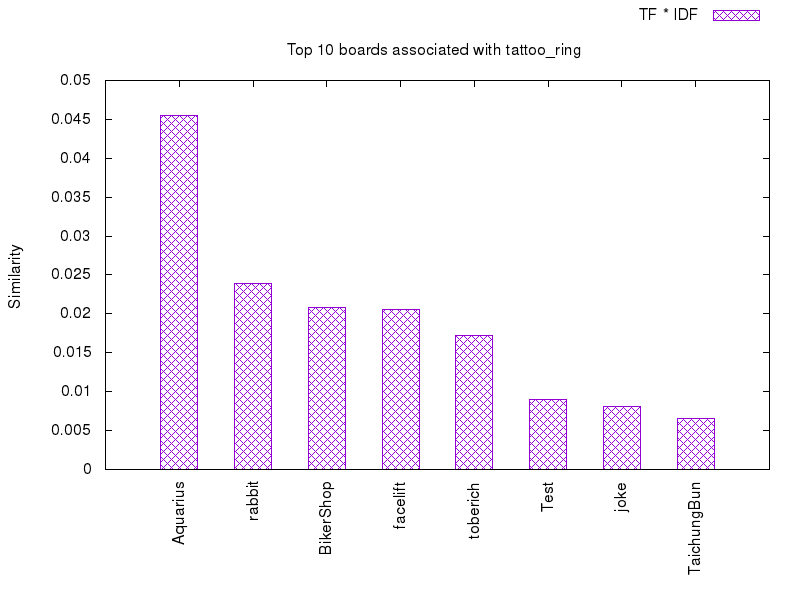 TF * IDF
Top 10 boards associated with tattoo_ring
0.05
0.045
0.04
0.035
0.03
0.025
0.02
0.015
0.01
0.005
0
Similarity
Aquarius
rabbit
BikerShop
facelift
toberich
Test
joke
TaichungBun